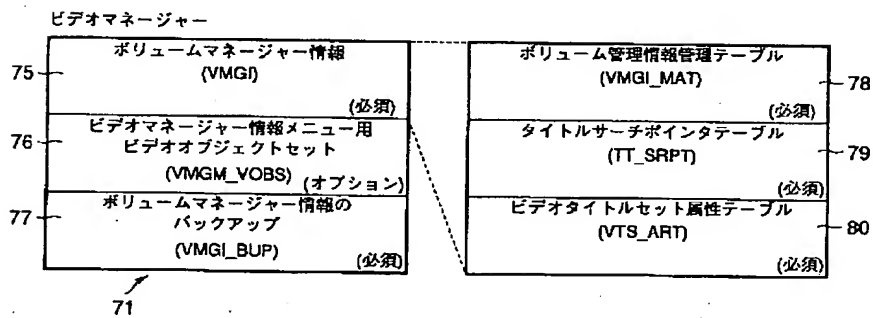 ビデオマネージャー
ボリュームマネージャー情報
(VMGI)
(必須)
75
ビデオマネージャー情報メニュー用
ビデオオブジェクトセット
(VMGM_VOBS)
(オプション)
76
ボリュームマネージャー情報の
バックアップ
(VMGI_BUP)
(必須)
77
71
ボリューム管理情報管理テーブル
(VMGI_MAT)
(必須)
78
タイトルサーチポインタテーブル
(TT_SRPT)
(必須)
79
ビデオタイトルセット属性テーブル
(VTS_ART)
(必須)
80